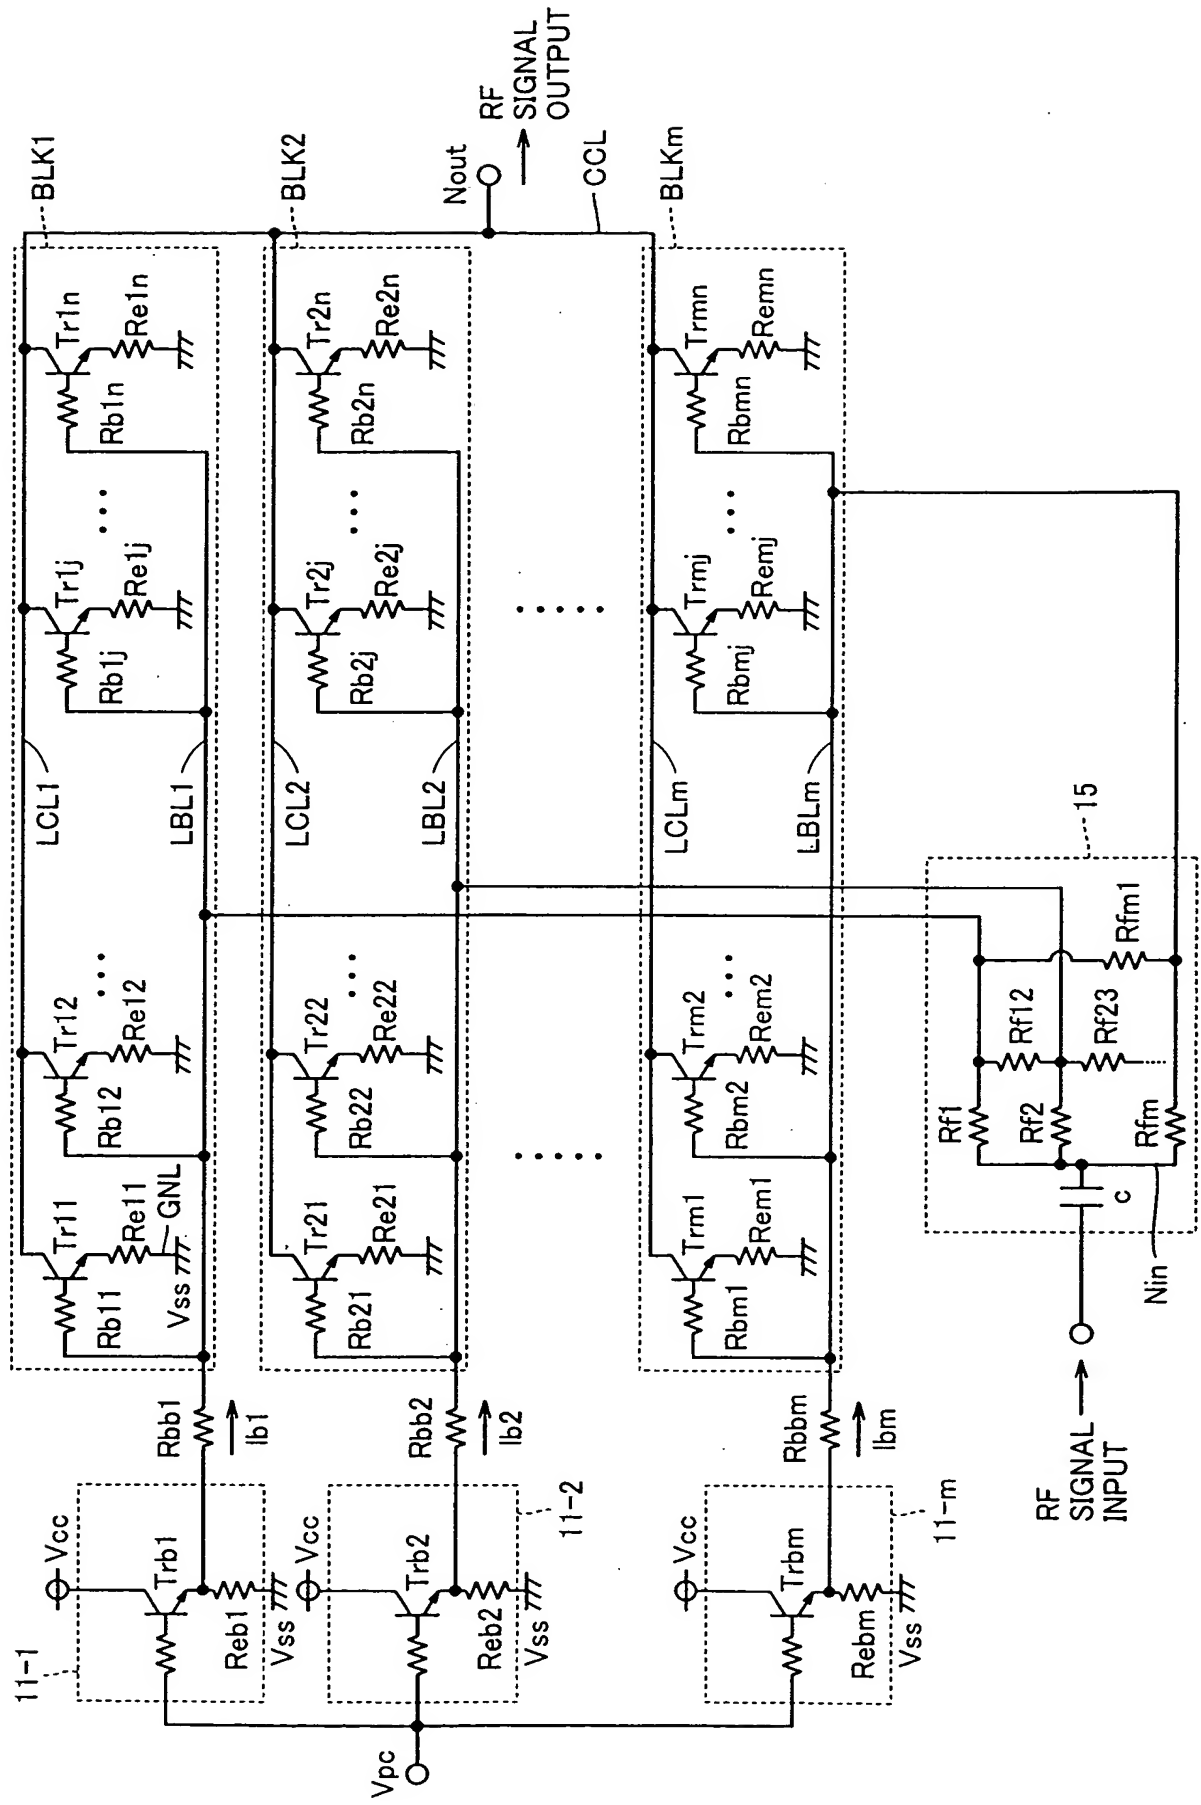 BLK1
LCL1
Tr11
Tr12
Tr1j
Tr1n
Re11
Re12
Re1j
Re1n
Rb11
Rb12
Rb1j
Rb1n
GNL
Vss
LBL1
Rbb1
Ib1
11-1
Vcc
Trb1
Reb1
Vss
BLK2
LCL2
Tr21
Tr22
Tr2j
Tr2n
Re21
Re22
Re2j
Re2n
Rb21
Rb22
Rb2j
Rb2n
LBL2
Rbb2
Ib2
11-2
Vcc
Trb2
Reb2
Vss
Vpc
Nout
RF
SIGNAL
OUTPUT
CCL
BLKm
LCLm
Trm1
Trm2
Trmj
Trmn
Rem1
Rem2
Remj
Remn
Rbm1
Rbm2
Rbmj
Rbmn
LBLm
Rbbm
Ibm
11-m
Vcc
Trbm
Rebm
Vss
15
Rf1
Rf12
Rfm1
Rf2
Rf23
Rfm
c
Nin
RF
SIGNAL
INPUT